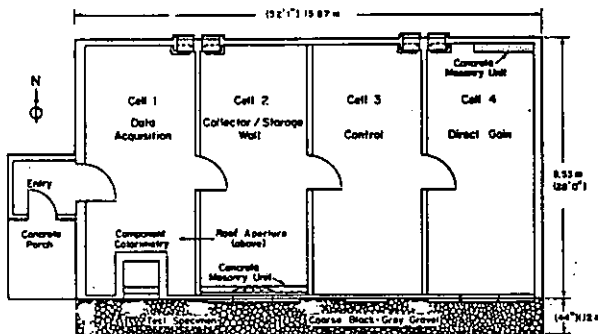 (52'1") 15.87 m
Concrete
Masonry Unit
N
Cell 1
Data
Acquisition
Cell 2
Collector/Storage
Wall
Cell 3
Control
Cell 4
Direct Gain
8.53 m
(28'0")
Entry
Concrete
Porch
Component
Calorimetry
Roof Aperture
(above)
Concrete
Masonry Unit
Test Specimen
Coarse Black-Gray Gravel